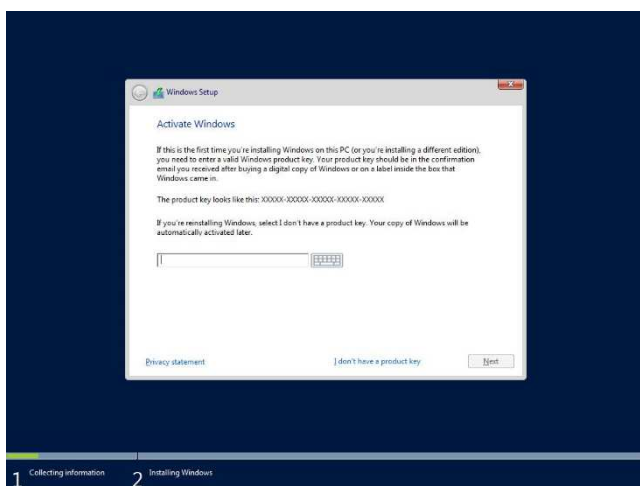 Windows Setup
Activate Windows
If this is the first time you're installing Windows on this PC (or you're installing a different edition),
you need to enter a valid Windows product key. Your product key should be in the confirmation
email you received after buying a digital copy of Windows or on a label inside the box that
Windows came in.
The product key looks like this: XXXXX-XXXXX-XXXXX-XXXXX-XXXXX
If you're reinstalling Windows, select I don't have a product key. Your copy of Windows will be
automatically activated later.
Privacy statement
I don't have a product key
Next
1 Collecting information
2 Installing Windows